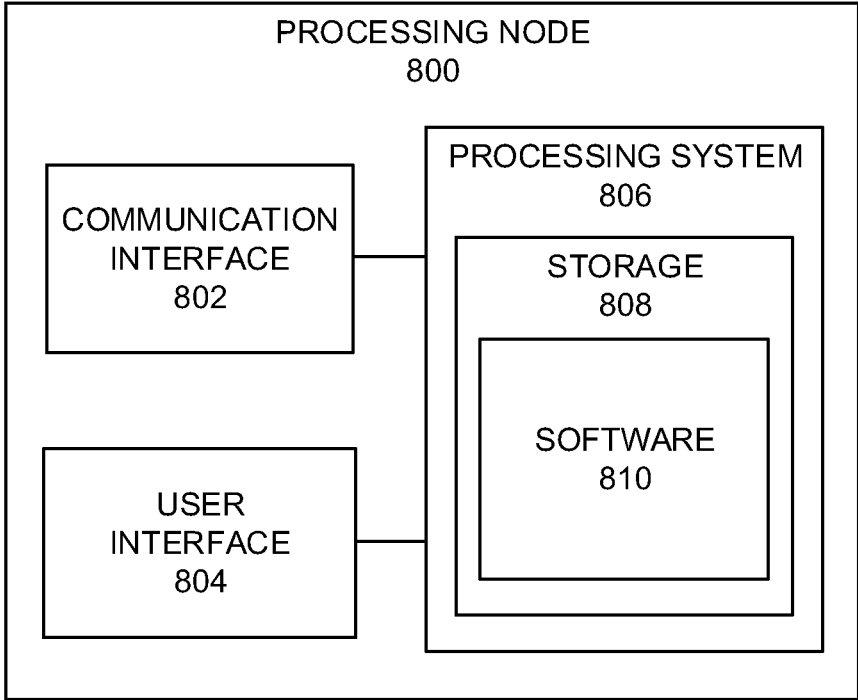 PROCESSING NODE
800
COMMUNICATION
INTERFACE
802
USER
INTERFACE
804
PROCESSING SYSTEM
806
STORAGE
808
SOFTWARE
810